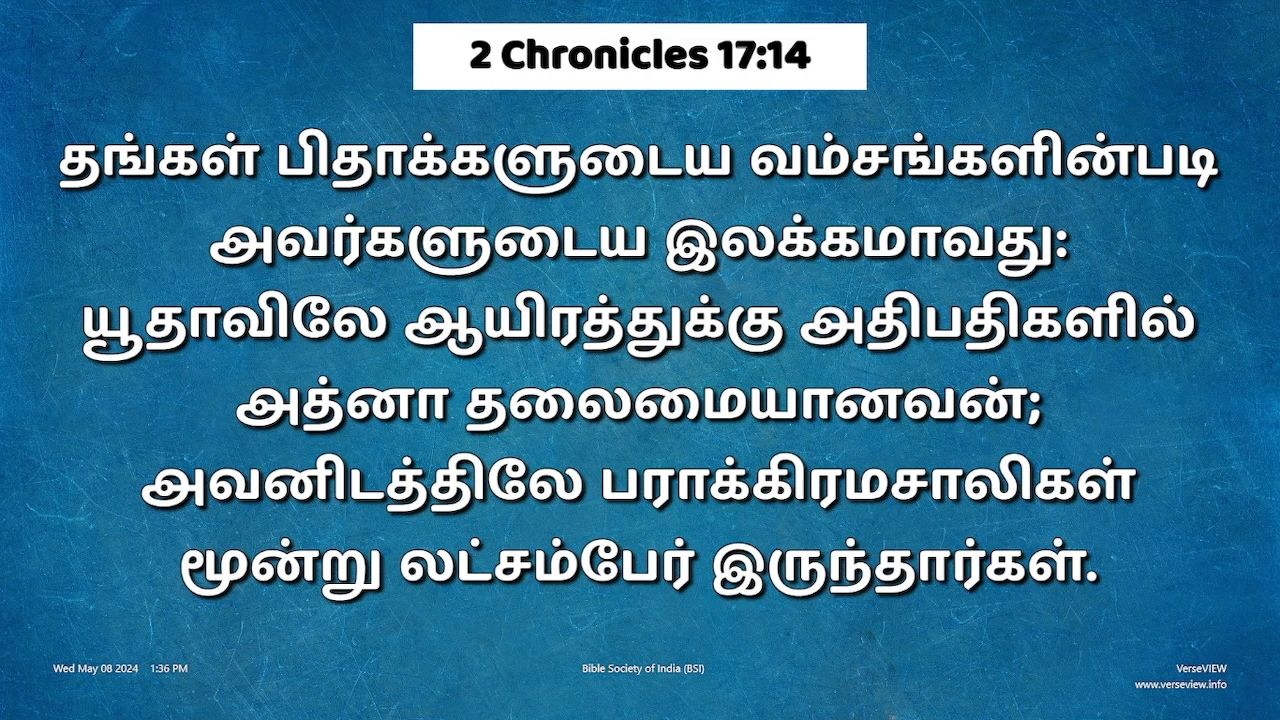 2 Chronicles 17:14
தங்கள் பிதாக்களுடைய வம்சங்களின்படி
அவர்களுடைய இலக்கமாவது:
யூதாவிலே ஆயிரத்துக்கு அதிபதிகளில்
அத்னா தலைமையானவன்;
அவனிடத்திலே பராக்கிரமசாலிகள்
மூன்று லட்சம்பேர் இருந்தார்கள்.
Wed May 08 2024 1:36 PM
Bible Society of India (BSI)
VerseVIEW
www.verseview.info